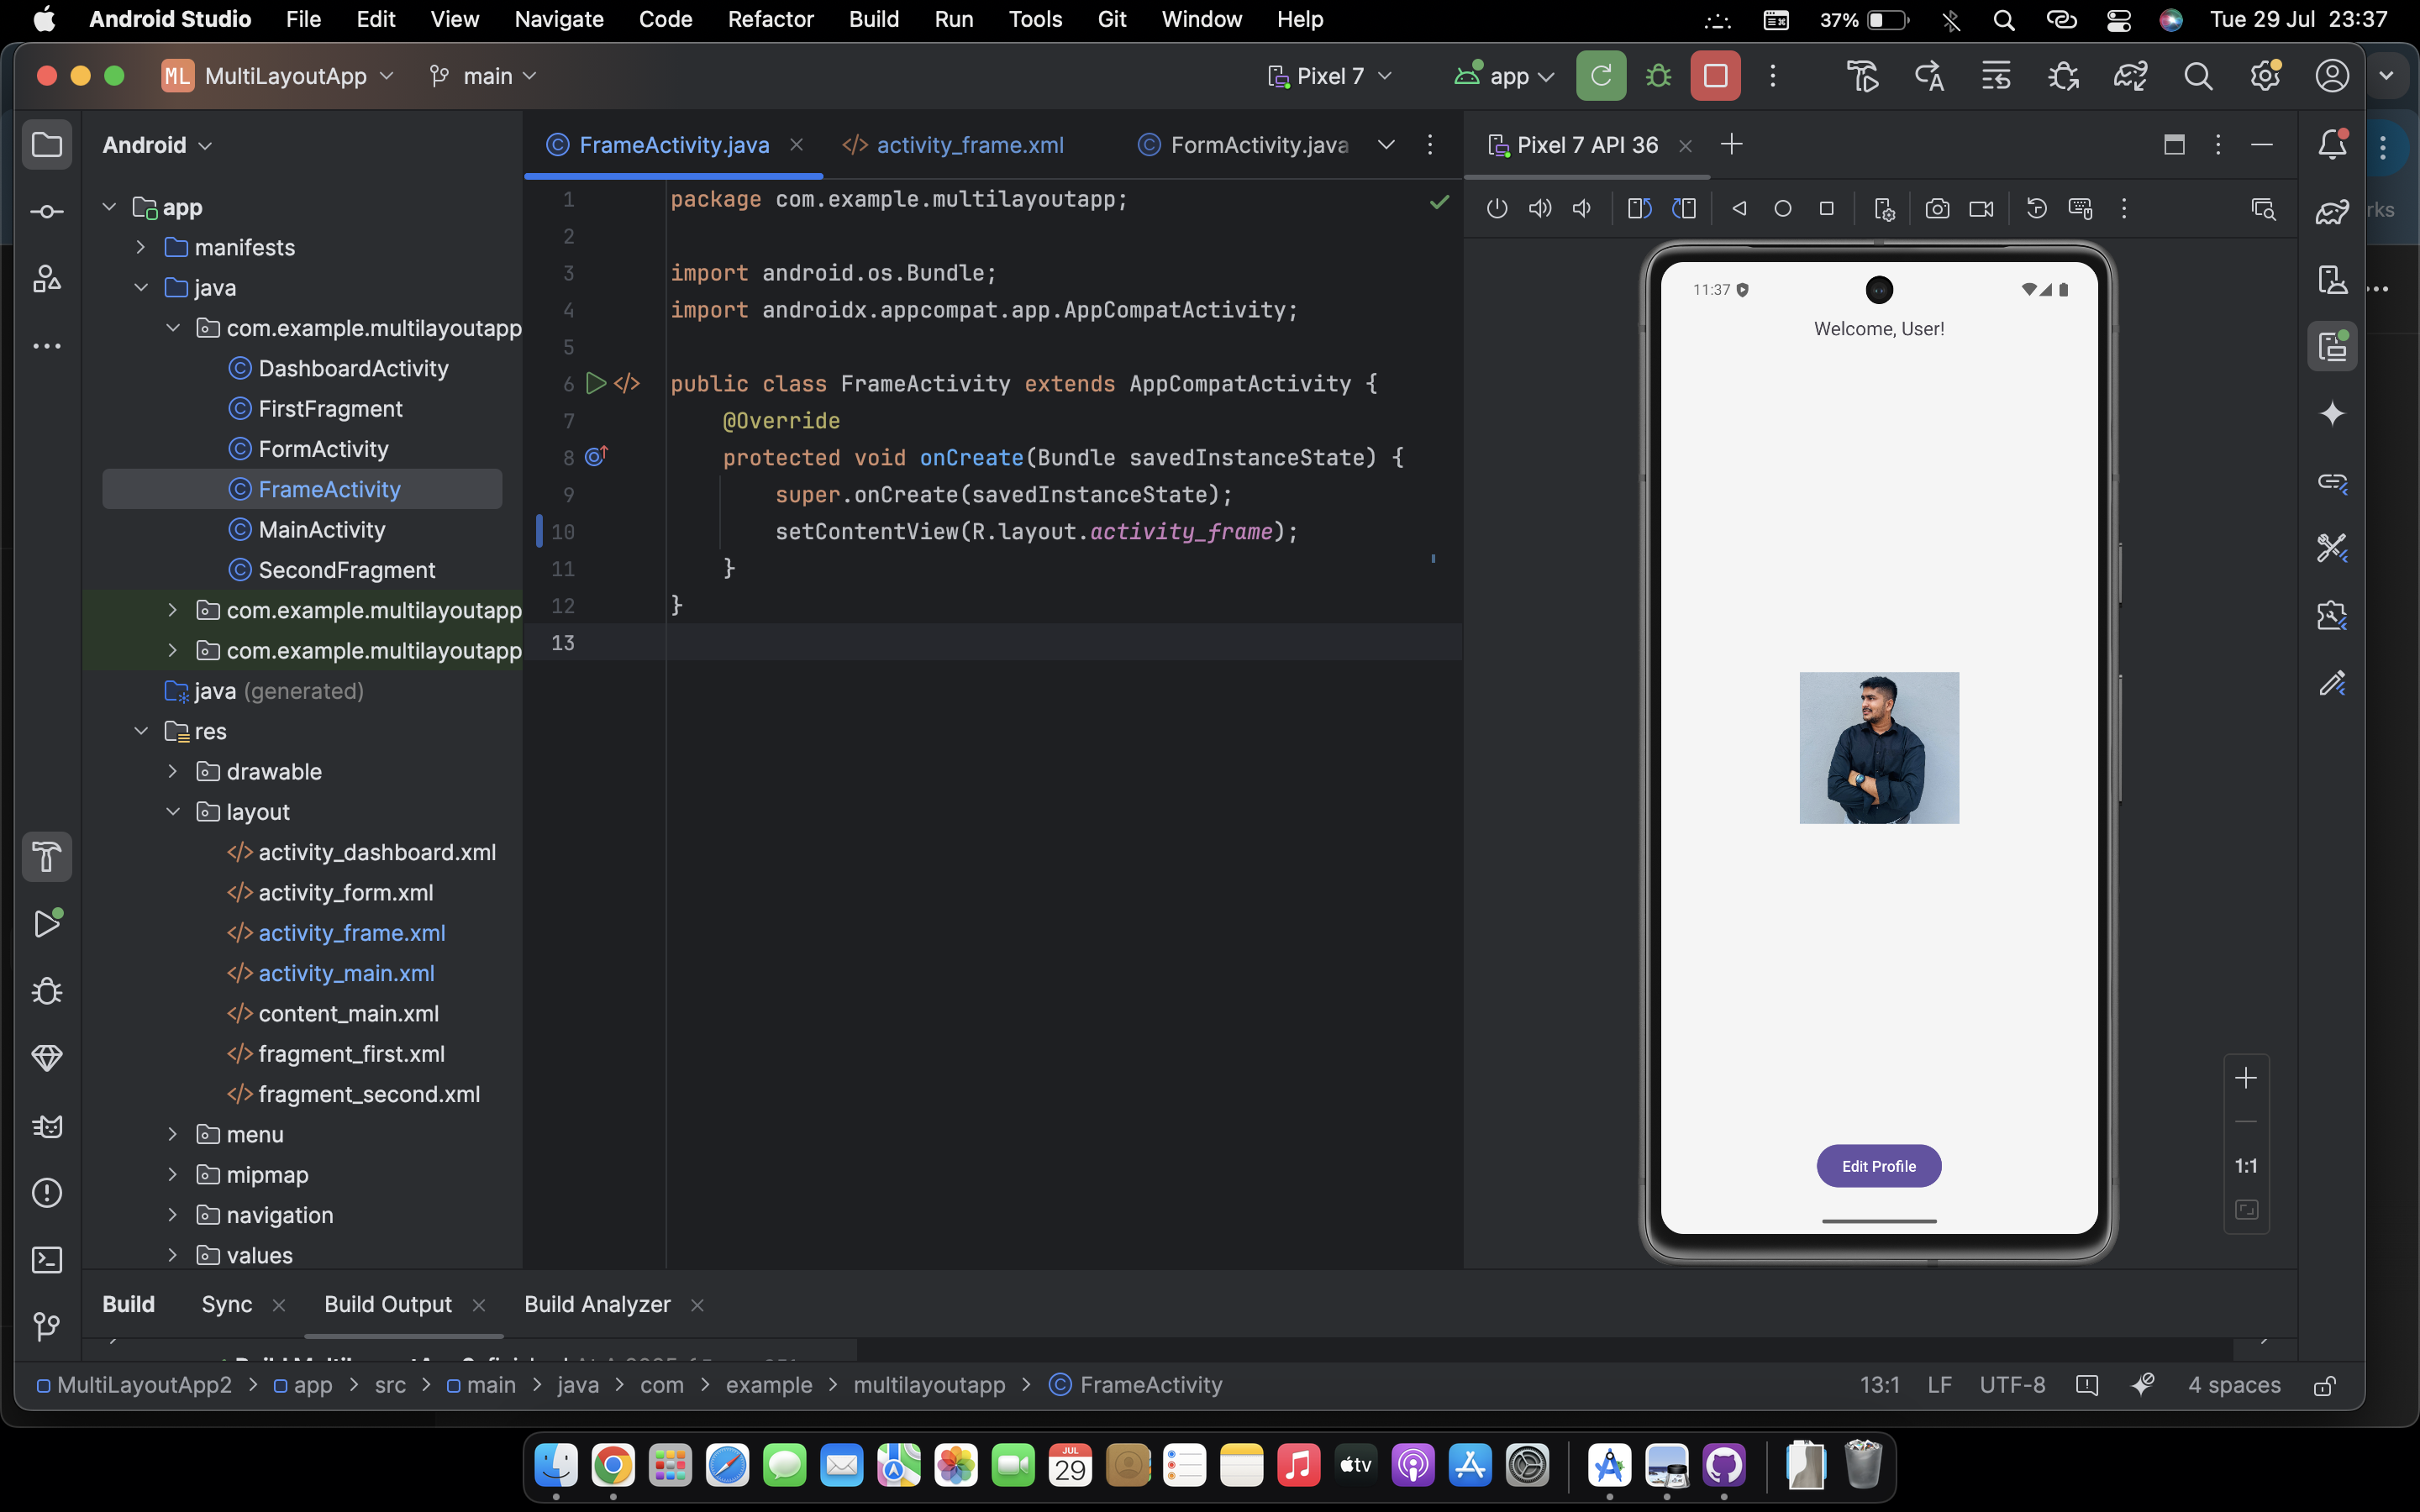 Android Studio File Edit View Navigate Code Refactor Build Run Tools Git Window Help 37% Tue 29 Jul 23:37
ML MultiLayoutApp main Pixel 7 app
Android
app
manifests
java
com.example.multilayoutapp
DashboardActivity
FirstFragment
FormActivity
FrameActivity
MainActivity
SecondFragment
com.example.multilayoutapp
com.example.multilayoutapp
java (generated)
res
drawable
layout
activity_dashboard.xml
activity_form.xml
activity_frame.xml
activity_main.xml
content_main.xml
fragment_first.xml
fragment_second.xml
menu
mipmap
navigation
values
FrameActivity.java activity_frame.xml FormActivity.java
1 package com.example.multilayoutapp;
2
3 import android.os.Bundle;
4 import androidx.appcompat.app.AppCompatActivity;
5
6 public class FrameActivity extends AppCompatActivity {
7 @Override
8 protected void onCreate(Bundle savedInstanceState) {
9 super.onCreate(savedInstanceState);
10 setContentView(R.layout.activity_frame);
11 }
12 }
13
Pixel 7 API 36
11:37
Welcome, User!
Edit Profile
1:1
rks
Build Sync Build Output Build Analyzer
MultiLayoutApp2 > app > src > main > java > com > example > multilayoutapp > FrameActivity 13:1 LF UTF-8 4 spaces
JUL
29
tv